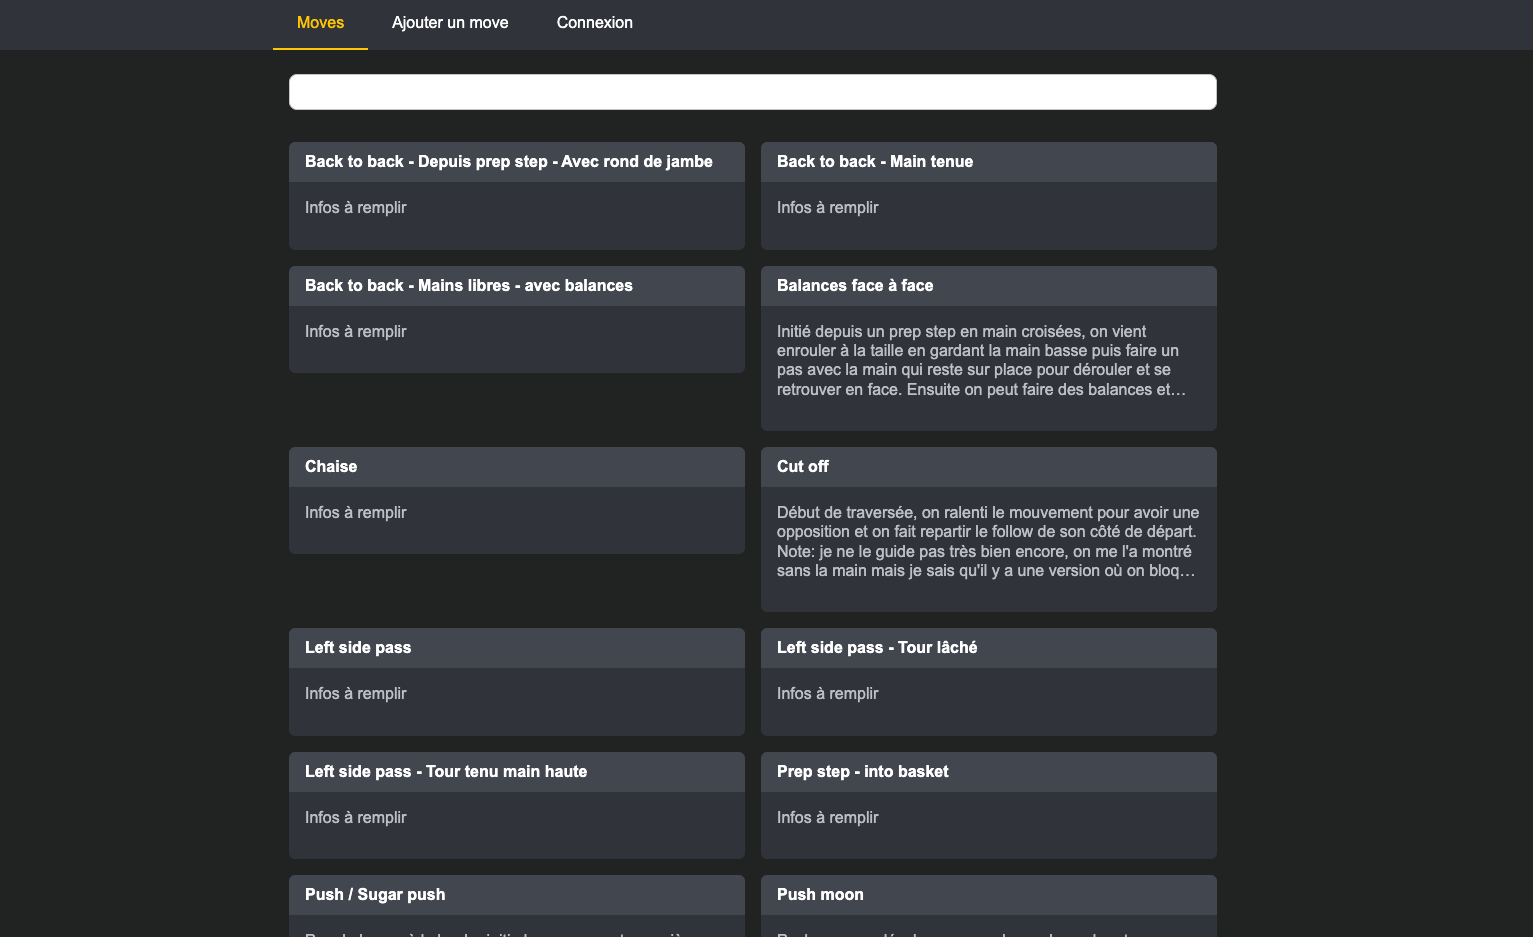 Moves Ajouter un move Connexion
Back to back - Depuis prep step - Avec rond de jambe
Infos à remplir
Back to back - Main tenue
Infos à remplir
Back to back - Mains libres - avec balances
Infos à remplir
Balances face à face
Initié depuis un prep step en main croisées, on vient
enrouler à la taille en gardant la main basse puis faire un
pas avec la main qui reste sur place pour dérouler et se
retrouver en face. Ensuite on peut faire des balances et…
Chaise
Infos à remplir
Cut off
Début de traversée, on ralenti le mouvement pour avoir une
opposition et on fait repartir le follow de son côté de départ.
Note: je ne le guide pas très bien encore, on me l'a montré
sans la main mais je sais qu'il y a une version où on bloq…
Left side pass
Infos à remplir
Left side pass - Tour lâché
Infos à remplir
Left side pass - Tour tenu main haute
Infos à remplir
Prep step - into basket
Infos à remplir
Push / Sugar push
Push moon